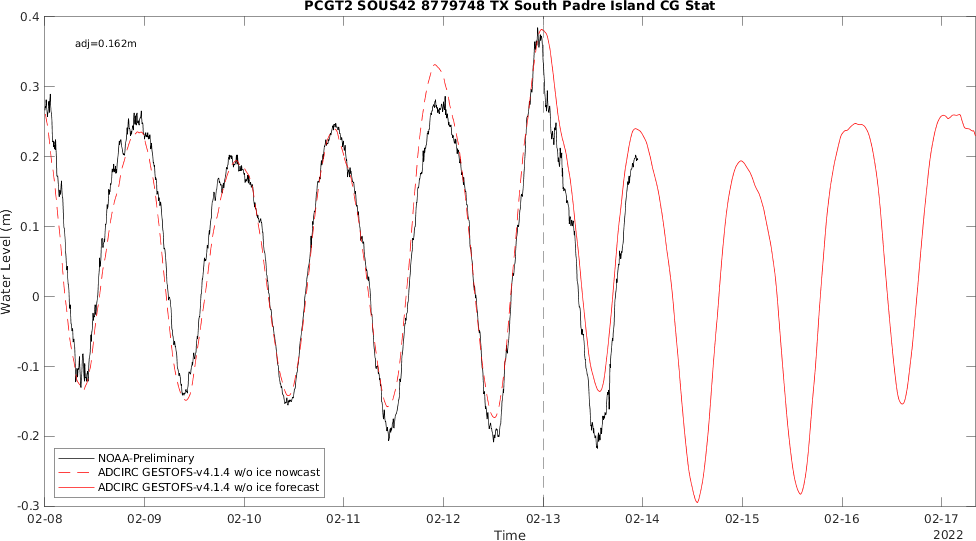 PCGT2 SOUS42 8779748 TX South Padre Island CG Stat
0.4
adj=0.162m
0.3
0.2
0.1
0
-0.1
-0.2
-0.3
Water Level (m)
NOAA-Preliminary
ADCIRC GESTOFS-v4.1.4 w/o ice nowcast
ADCIRC GESTOFS-v4.1.4 w/o ice forecast
02-08 02-09 02-10 02-11 02-12 02-13 02-14 02-15 02-16 02-17
Time
2022